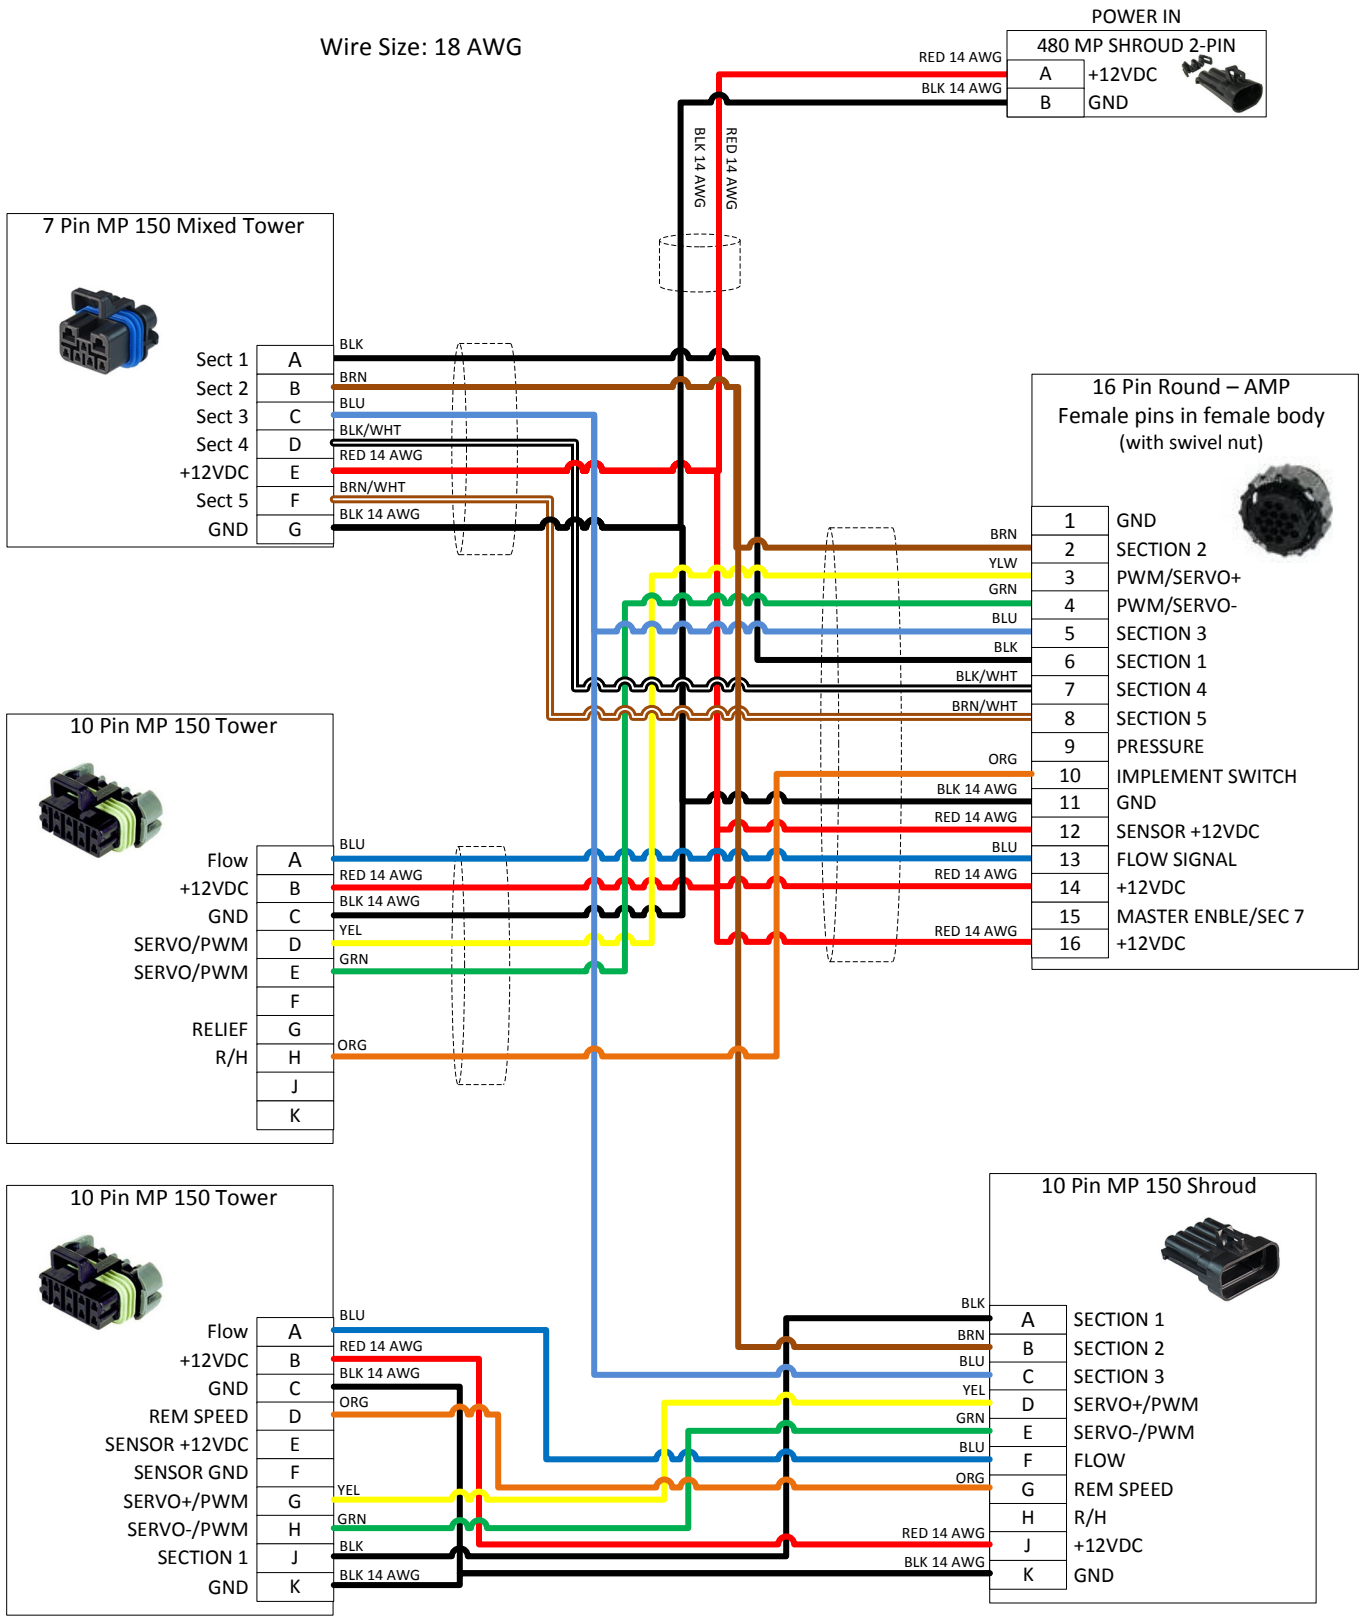 POWER IN
Wire Size: 18 AWG
480 MP SHROUD 2-PIN
RED 14 AWG
A +12VDC
BLK 14 AWG
B GND
BLK 14 AWG
RED 14 AWG
7 Pin MP 150 Mixed Tower
Sect 1 A BLK
Sect 2 B BRN
Sect 3 C BLU
Sect 4 D BLK/WHT
+12VDC E RED 14 AWG
Sect 5 F BRN/WHT
GND G BLK 14 AWG
16 Pin Round – AMP
Female pins in female body
(with swivel nut)
1 GND
BRN 2 SECTION 2
YLW 3 PWM/SERVO+
GRN 4 PWM/SERVO-
BLU 5 SECTION 3
BLK 6 SECTION 1
BLK/WHT 7 SECTION 4
BRN/WHT 8 SECTION 5
9 PRESSURE
ORG 10 IMPLEMENT SWITCH
BLK 14 AWG 11 GND
RED 14 AWG 12 SENSOR +12VDC
BLU 13 FLOW SIGNAL
RED 14 AWG 14 +12VDC
15 MASTER ENBLE/SEC 7
RED 14 AWG 16 +12VDC
10 Pin MP 150 Tower
Flow A BLU
+12VDC B RED 14 AWG
GND C BLK 14 AWG
SERVO/PWM D YEL
SERVO/PWM E GRN
F
RELIEF G
R/H H ORG
J
K
10 Pin MP 150 Tower
Flow A BLU
+12VDC B RED 14 AWG
GND C BLK 14 AWG
REM SPEED D ORG
SENSOR +12VDC E
SENSOR GND F
SERVO+/PWM G YEL
SERVO-/PWM H GRN
SECTION 1 J BLK
GND K BLK 14 AWG
10 Pin MP 150 Shroud
BLK A SECTION 1
BRN B SECTION 2
BLU C SECTION 3
YEL D SERVO+/PWM
GRN E SERVO-/PWM
BLU F FLOW
ORG G REM SPEED
H R/H
RED 14 AWG J +12VDC
BLK 14 AWG K GND